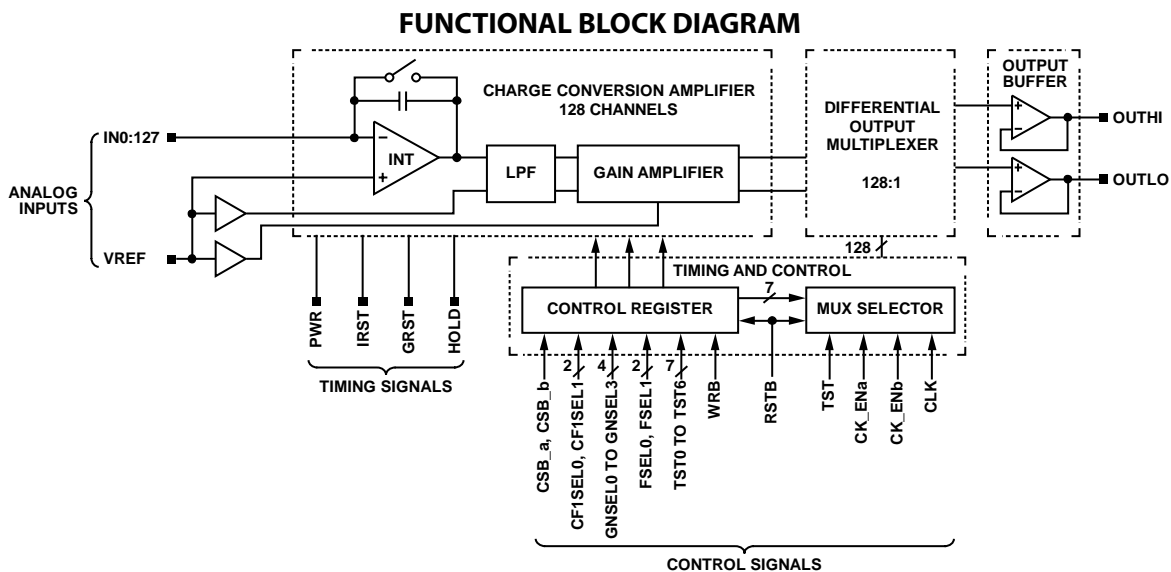 FUNCTIONAL BLOCK DIAGRAM
CHARGE CONVERSION AMPLIFIER
128 CHANNELS
OUTPUT
BUFFER
DIFFERENTIAL
OUTPUT
MULTIPLEXER
128:1
IN0:127
ANALOG
INPUTS
VREF
−
+
INT
LPF
GAIN AMPLIFIER
+
−
OUTHI
+
−
OUTLO
128
TIMING AND CONTROL
CONTROL REGISTER
7
MUX SELECTOR
PWR
IRST
GRST
HOLD
TIMING SIGNALS
2
4
2
7
CSB_a, CSB_b
CF1SEL0, CF1SEL1
GNSEL0 TO GNSEL3
FSEL0, FSEL1
TST0 TO TST6
WRB
RSTB
TST
CK_ENa
CK_ENb
CLK
CONTROL SIGNALS